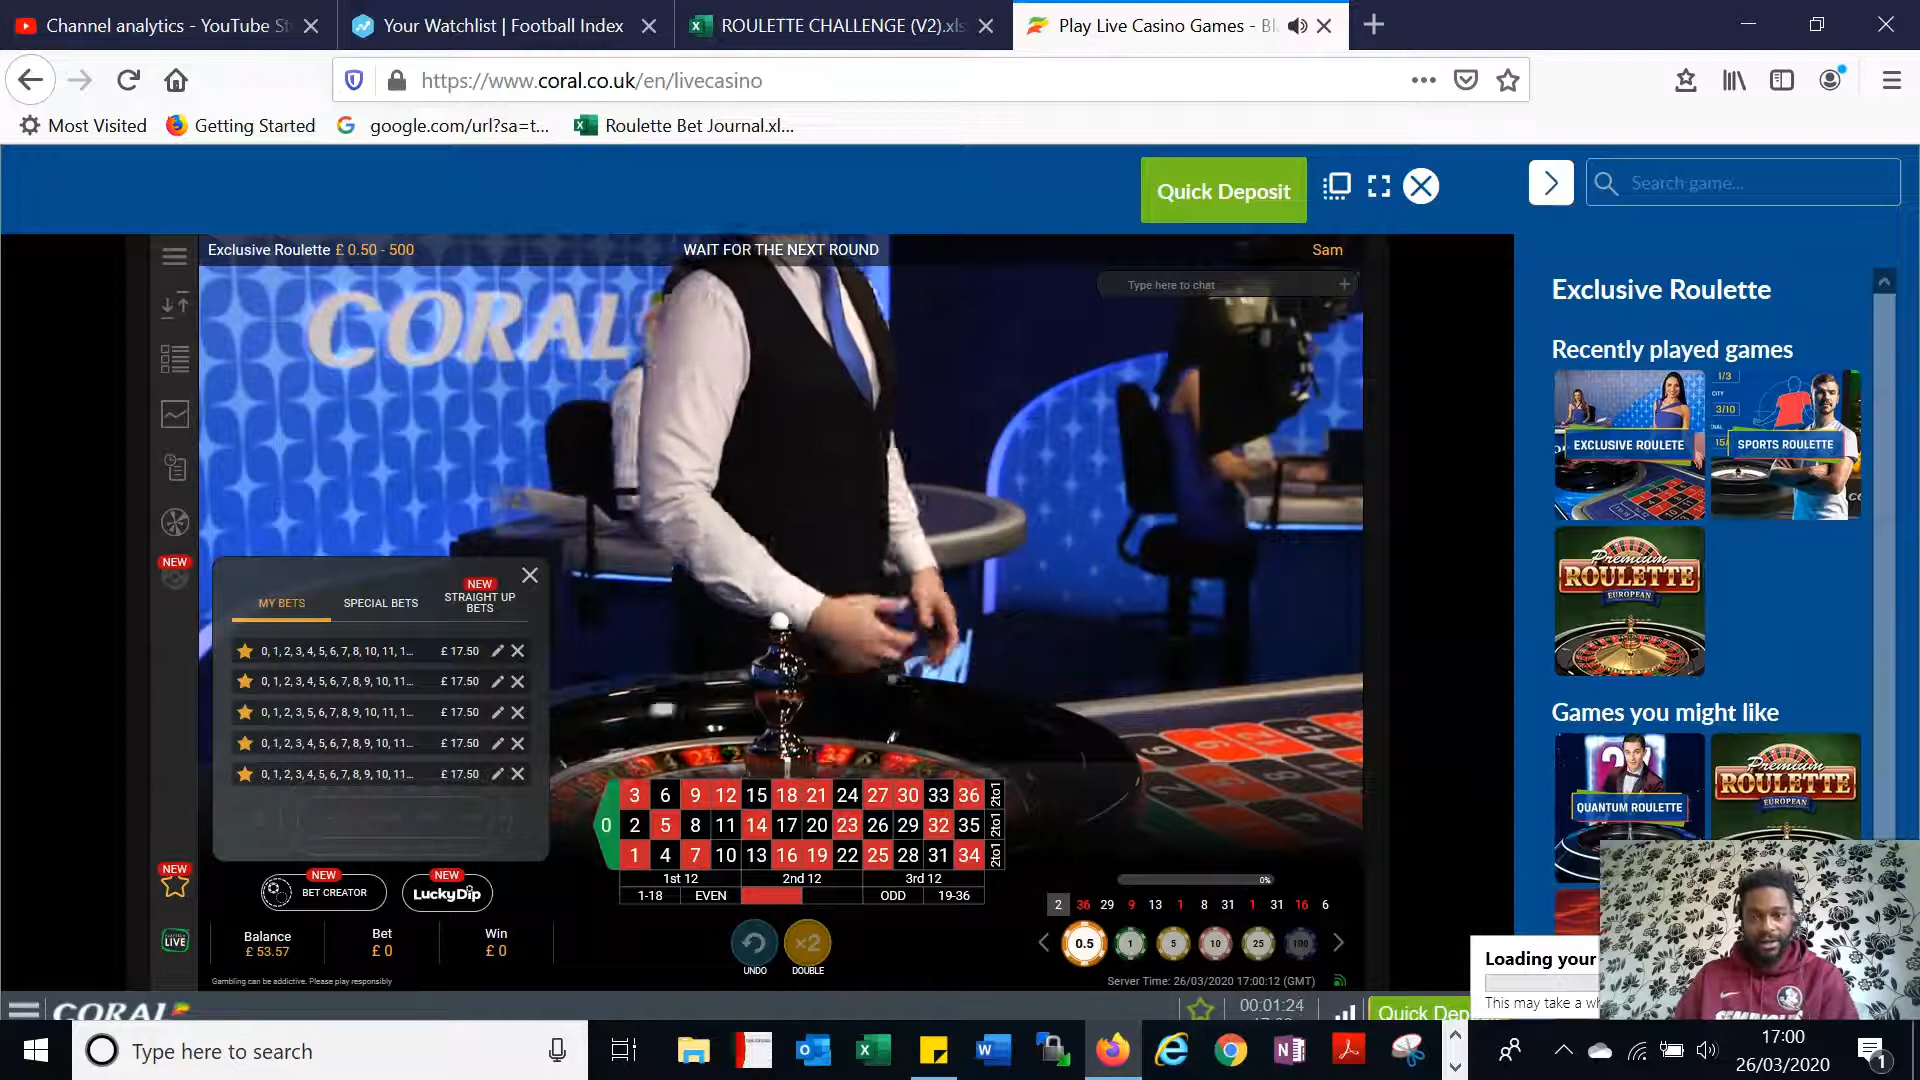 Channel analytics - YouTube St
Your Watchlist | Football Index
ROULETTE CHALLENGE (V2).xls
Play Live Casino Games - Bl
https://www.coral.co.uk/en/livecasino
Most Visited
Getting Started
google.com/url?sa=t...
Roulette Bet Journal.xl...
Quick Deposit
Search game...
Exclusive Roulette £ 0.50 - 500
WAIT FOR THE NEXT ROUND
Sam
Type here to chat
CORAL
Exclusive Roulette
Recently played games
1/3
CITY
3/10
15/
EXCLUSIVE ROULETE
SPORTS ROULETTE
Premium
ROULETTE
EUROPEAN
Games you might like
QUANTUM ROULETTE
Premium
ROULETTE
EUROPEAN
NEW
MY BETS
SPECIAL BETS
NEW
STRAIGHT UP
BETS
0, 1, 2, 3, 4, 5, 6, 7, 8, 10, 11, 1... £ 17.50
0, 1, 2, 3, 4, 5, 6, 7, 8, 9, 10, 11... £ 17.50
0, 1, 2, 3, 5, 6, 7, 8, 9, 10, 11, 1... £ 17.50
0, 1, 2, 3, 4, 5, 6, 7, 8, 9, 10, 11... £ 17.50
0, 1, 2, 3, 4, 5, 6, 7, 8, 9, 10, 11... £ 17.50
3 6 9 12 15 18 21 24 27 30 33 36 2to1
0 2 5 8 11 14 17 20 23 26 29 32 35 2to1
1 4 7 10 13 16 19 22 25 28 31 34 2to1
1st 12 2nd 12 3rd 12
1-18 EVEN ODD 19-36
NEW
NEW
BET CREATOR
NEW
LuckyDip
0%
2 36 29 9 13 1 8 31 1 31 16 6
LIVE
Balance
£ 53.57
Bet
£ 0
Win
£ 0
UNDO
×2
DOUBLE
0.5 1 5 10 25 100
Gambling can be addictive. Please play responsibly
Server Time: 26/03/2020 17:00:12 (GMT)
Loading your
This may take a wh
CORAL
00:01:24
Quick Dep
Type here to search
17:00
26/03/2020
1